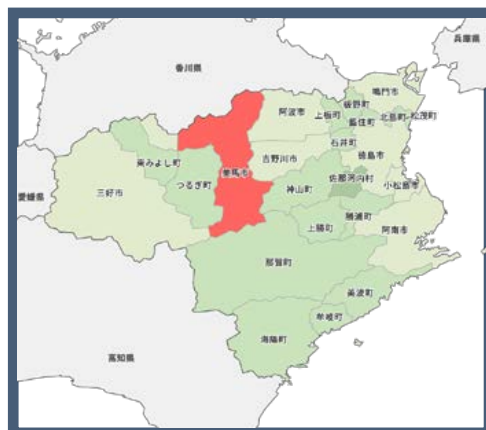 兵庫県
香川県
鳴門市
板野町
松茂町
北島町
藍住町
上板町
阿波市
石井町
徳島市
吉野川市
美馬市
東みよし町
つるぎ町
三好市
愛媛県
佐那河内村
神山町
小松島市
勝浦町
上勝町
阿南市
那賀町
美波町
牟岐町
海陽町
高知県